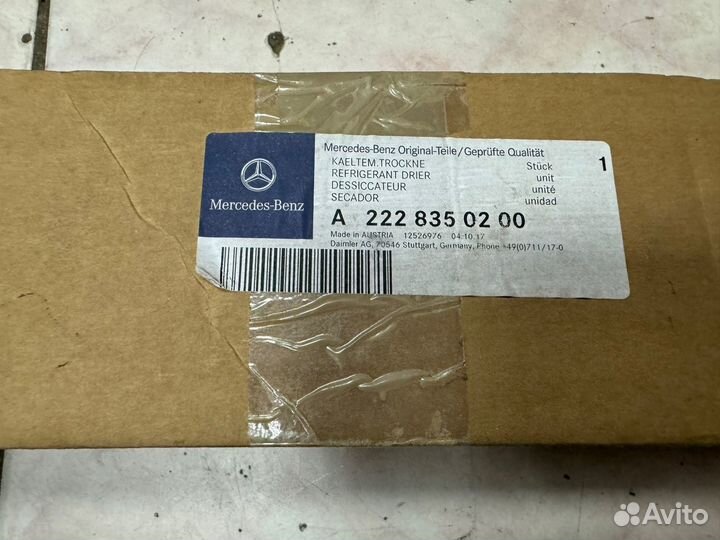 Mercedes-Benz
Mercedes-Benz Original-Teile/Geprüfte Qualität
KAELTEM.TROCKNE Stück 1
REFRIGERANT DRIER unit
DESSICCATEUR unité
SECADOR unidad
A 222 835 02 00
Made in AUSTRIA 12526976 04.10.17
Daimler AG, 70546 Stuttgart, Germany, Phone +49(0)711/17-0
Avito